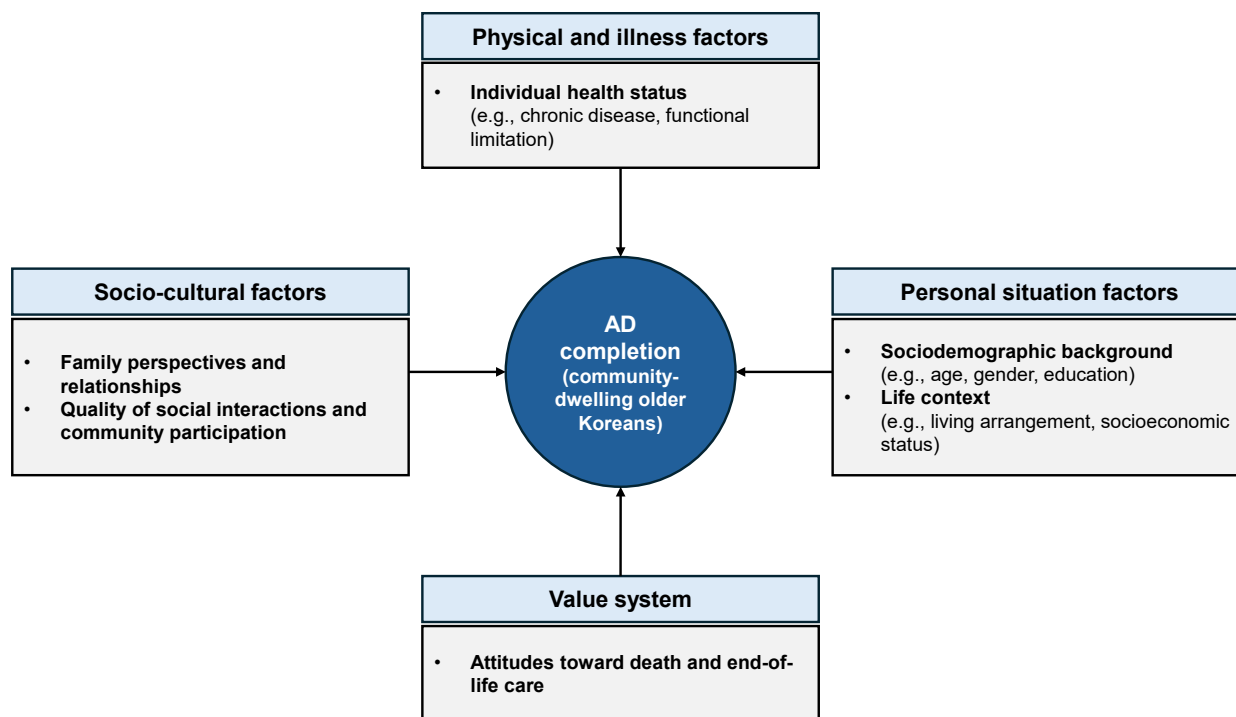 Physical and illness factors
• Individual health status
(e.g., chronic disease, functional
limitation)
Socio-cultural factors
• Family perspectives and
relationships
• Quality of social interactions and
community participation
AD
completion
(community-
dwelling older
Koreans)
Personal situation factors
• Sociodemographic background
(e.g., age, gender, education)
• Life context
(e.g., living arrangement, socioeconomic
status)
Value system
• Attitudes toward death and end-of-
life care